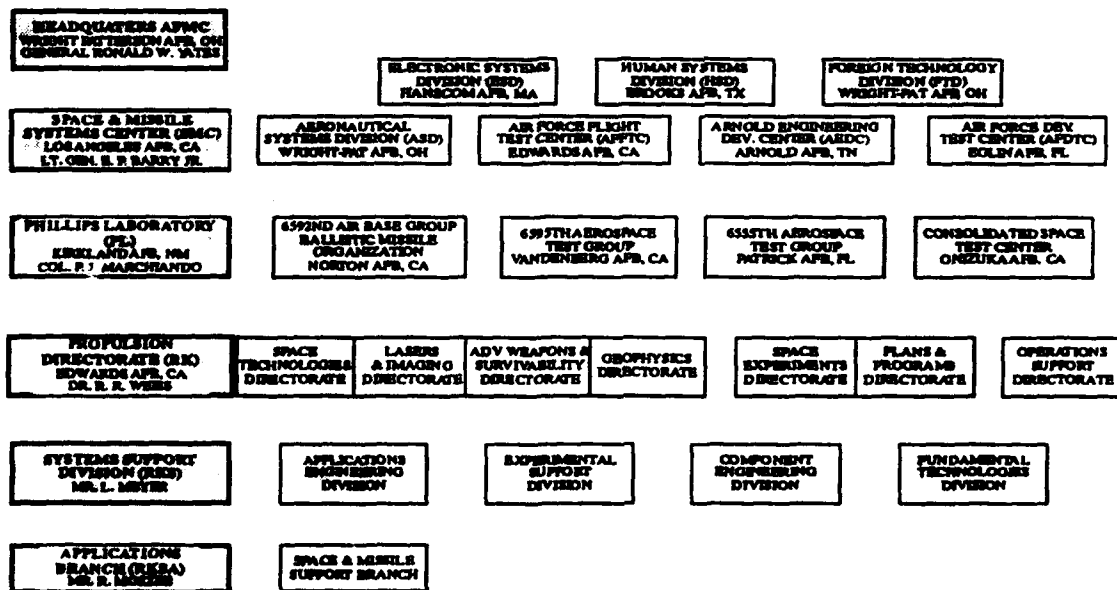 HEADQUATERS AFMC
WRIGHT PATTERSON AFB, OH
GENERAL RONALD W. YATES
ELECTRONIC SYSTEMS
DIVISION (ESD)
HANSCOM AFB, MA
HUMAN SYSTEMS
DIVISION (HSD)
BROOKS AFB, TX
FOREIGN TECHNOLOGY
DIVISION (FTD)
WRIGHT-PAT AFB, OH
SPACE & MISSILE
SYSTEMS CENTER (SMC)
LOS ANGELES AFB, CA
LT. GEN. E. P. BARRY JR.
AERONAUTICAL
SYSTEMS DIVISION (ASD)
WRIGHT-PAT AFB, OH
AIR FORCE FLIGHT
TEST CENTER (AFFTC)
EDWARDS AFB, CA
ARNOLD ENGINEERING
DEV. CENTER (AEDC)
ARNOLD AFB, TN
AIR FORCE DEV.
TEST CENTER (AFDTC)
EGLIN AFB, FL
PHILLIPS LABORATORY
(PL)
KIRKLAND AFB, NM
COL. P. J MARCHIANDO
6592ND AIR BASE GROUP
BALLISTIC MISSILE
ORGANIZATION
NORTON AFB, CA
6595TH AEROSPACE
TEST GROUP
VANDENBERG AFB, CA
6555TH AEROSPACE
TEST GROUP
PATRICK AFB, FL
CONSOLIDATED SPACE
TEST CENTER
ONIZUKA AFB, CA
PROPULSION
DIRECTORATE (RK)
EDWARDS AFB, CA
DR. R. R. WEISS
SPACE
TECHNOLOGIES
DIRECTORATE
LASERS
& IMAGING
DIRECTORATE
ADV WEAPONS &
SURVIVABILITY
DIRECTORATE
GEOPHYSICS
DIRECTORATE
SPACE
EXPERIMENTS
DIRECTORATE
PLANS &
PROGRAMS
DIRECTORATE
OPERATIONS
SUPPORT
DIRECTORATE
SYSTEMS SUPPORT
DIVISION (RKS)
MR. L. MEYER
APPLICATIONS
ENGINEERING
DIVISION
EXPERIMENTAL
SUPPORT
DIVISION
COMPONENT
ENGINEERING
DIVISION
FUNDAMENTAL
TECHNOLOGIES
DIVISION
APPLICATIONS
BRANCH (RKSA)
MR. R.
SPACE & MISSILE
SUPPORT BRANCH